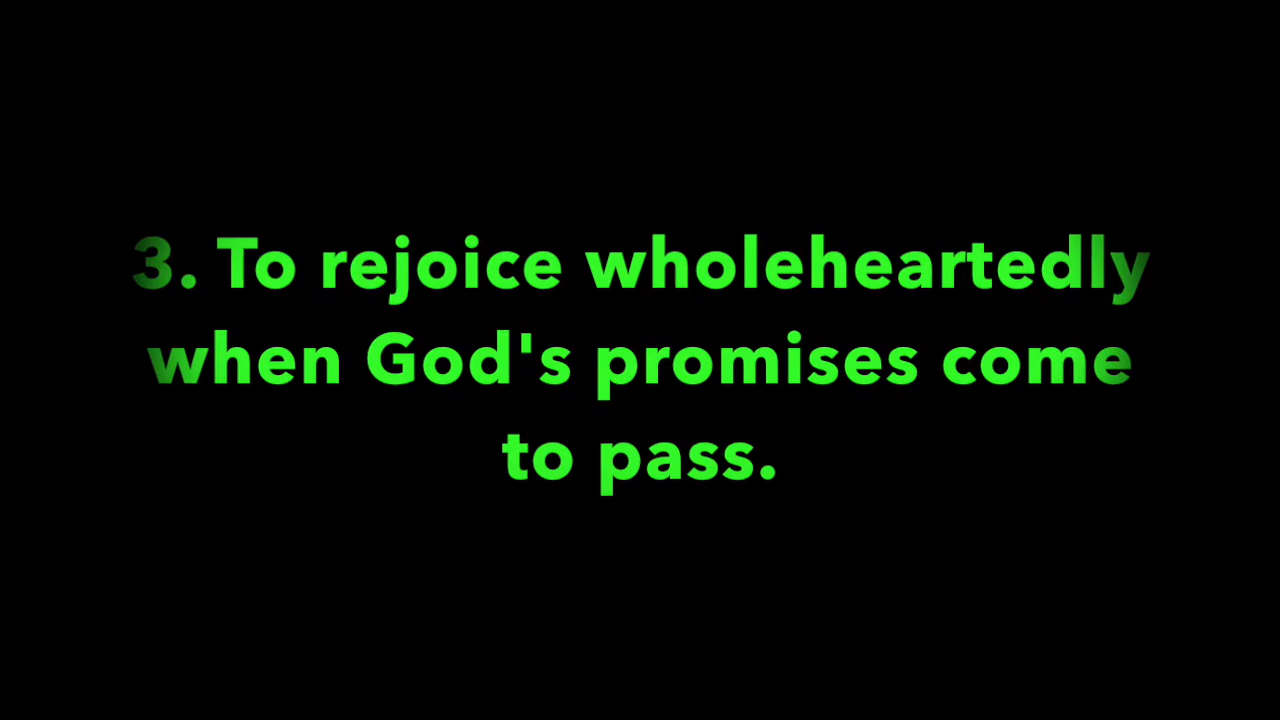 3. To rejoice wholeheartedly
when God's promises come
to pass.